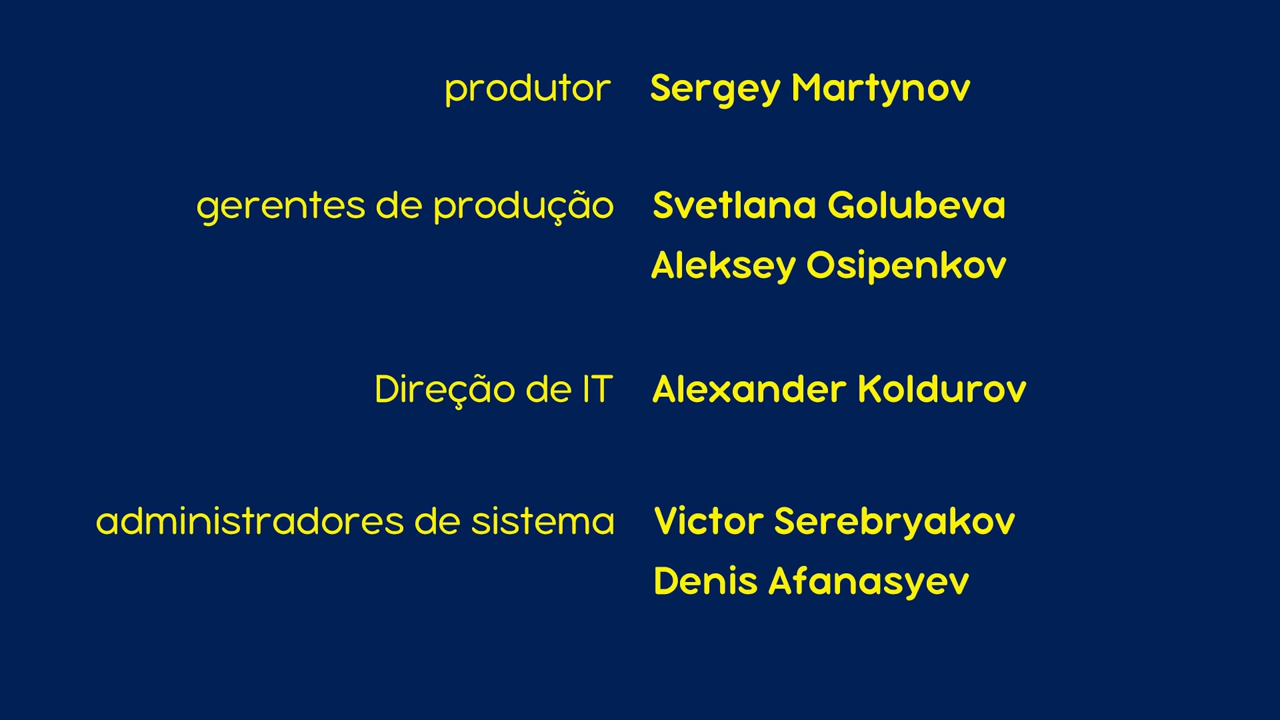 produtor Sergey Martynov
gerentes de produção Svetlana Golubeva
Aleksey Osipenkov
Direção de IT Alexander Koldurov
administradores de sistema Victor Serebryakov
Denis Afanasyev